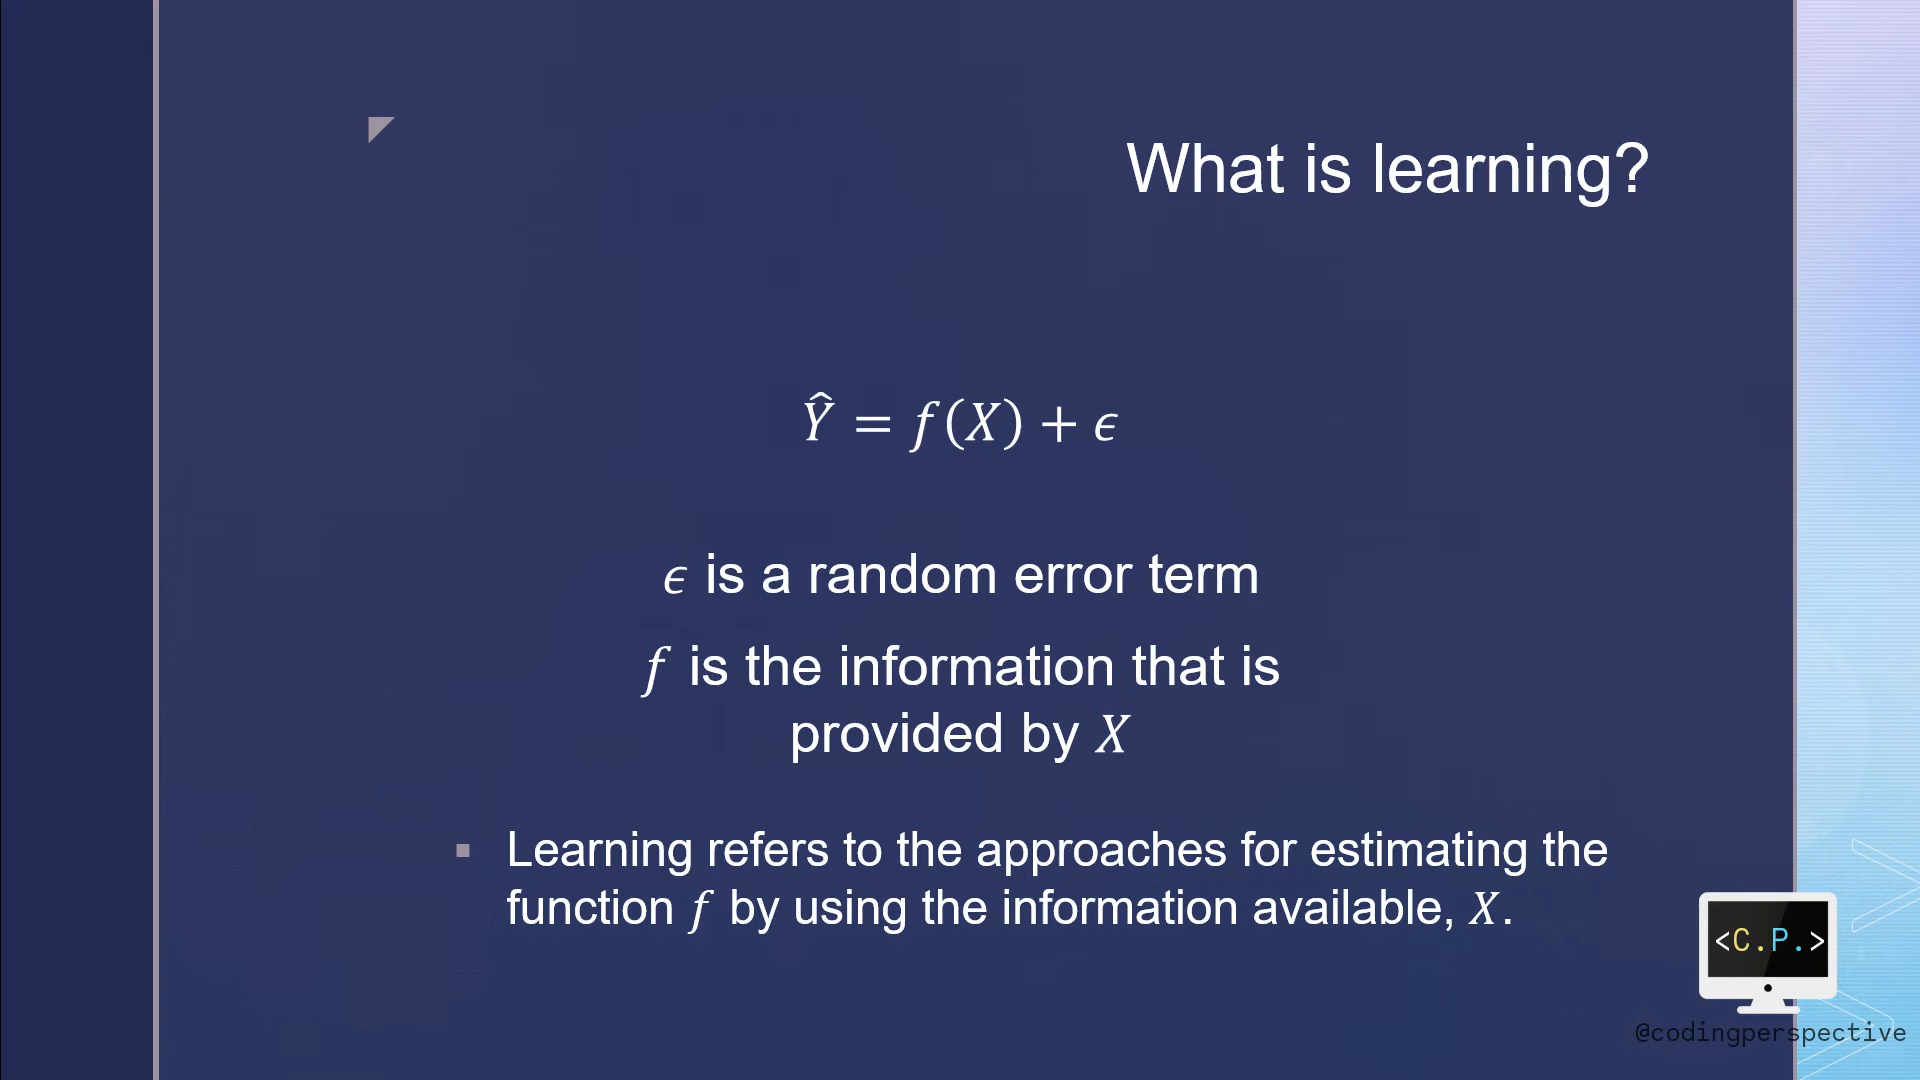 What is learning?
Ŷ = f(X) + ϵ
ϵ is a random error term
f is the information that is
provided by X
Learning refers to the approaches for estimating the
function f by using the information available, X.
<C.P.>
@codingperspective